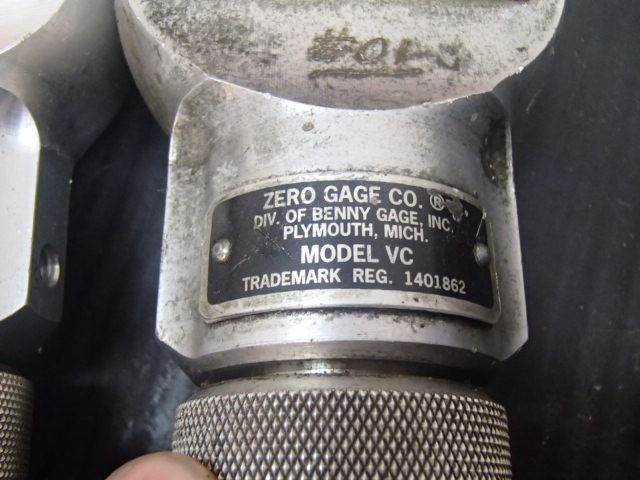 ZERO GAGE CO. ®
DIV. OF BENNY GAGE, INC.
PLYMOUTH, MICH.
MODEL VC
TRADEMARK REG. 1401862